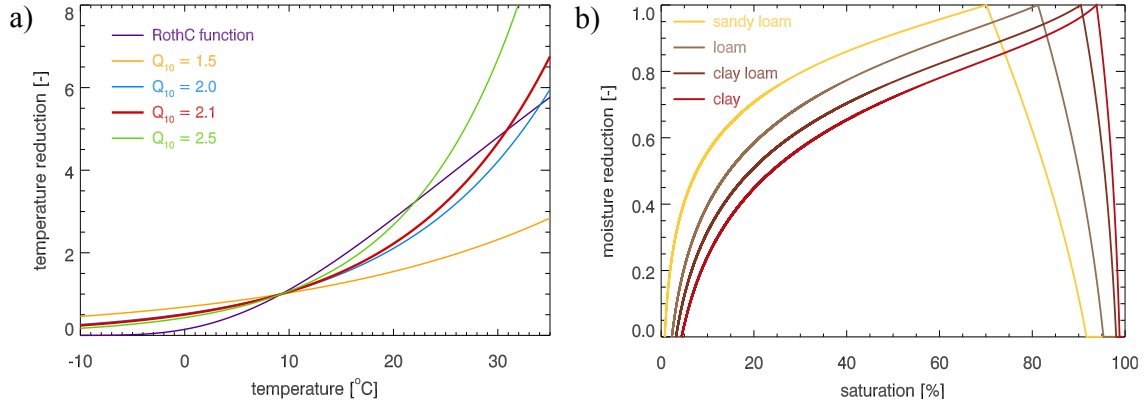 a)
RothC function
Q10 = 1.5
Q10 = 2.0
Q10 = 2.1
Q10 = 2.5
temperature reduction [-]
8
6
4
2
0
-10 0 10 20 30
temperature [°C]
b)
sandy loam
loam
clay loam
clay
moisture reduction [-]
1.0
0.8
0.6
0.4
0.2
0.0
0 20 40 60 80 100
saturation [%]